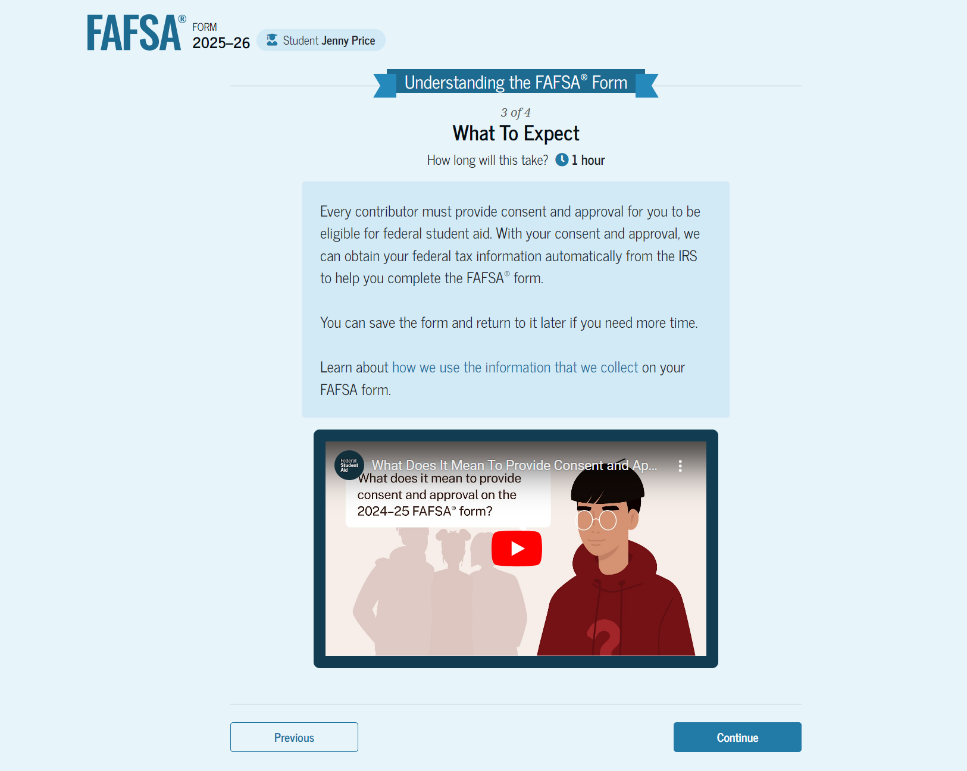 FAFSA® FORM
2025–26
Student Jenny Price
Understanding the FAFSA® Form
3 of 4
What To Expect
How long will this take? 1 hour
Every contributor must provide consent and approval for you to be
eligible for federal student aid. With your consent and approval, we
can obtain your federal tax information automatically from the IRS
to help you complete the FAFSA® form.
You can save the form and return to it later if you need more time.
Learn about how we use the information that we collect on your
FAFSA form.
Federal
Student
Aid
What Does It Mean To Provide Consent and Ap...
What does it mean to provide
consent and approval on the
2024–25 FAFSA® form?
?
Previous
Continue